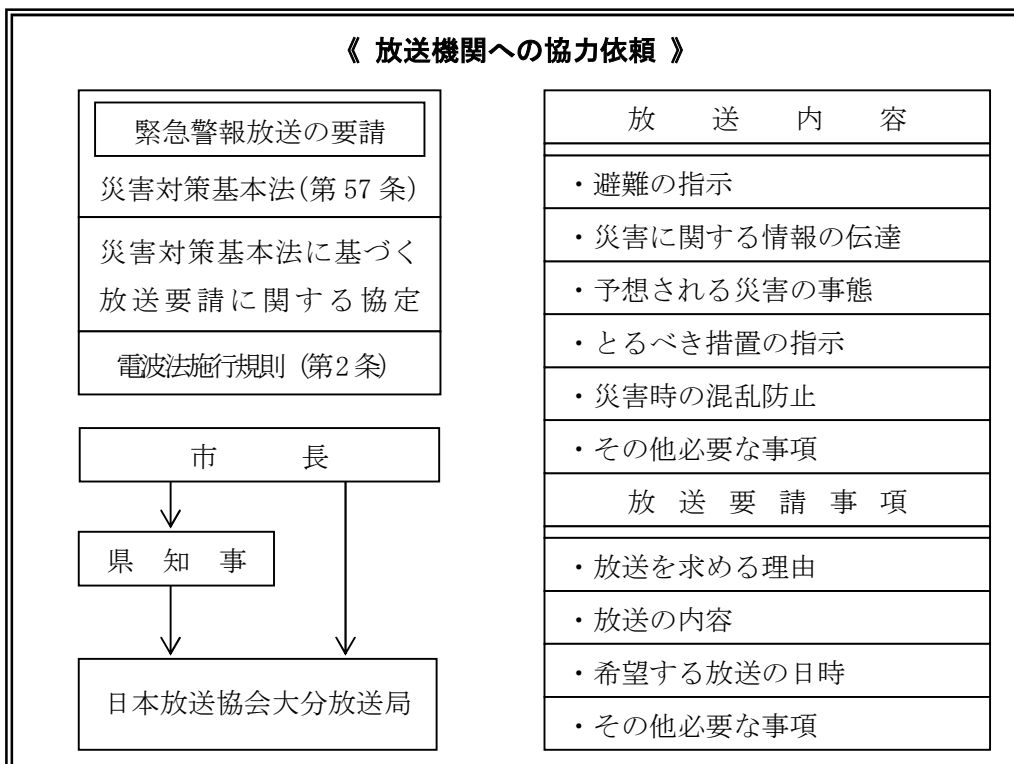 《 放送機関への協力依頼 》
緊急警報放送の要請
災害対策基本法(第57条)
災害対策基本法に基づく
放送要請に関する協定
電波法施行規則 (第2条)
市長
県知事
日本放送協会大分放送局
放送内容
・避難の指示
・災害に関する情報の伝達
・予想される災害の事態
・とるべき措置の指示
・災害時の混乱防止
・その他必要な事項
放送要請事項
・放送を求める理由
・放送の内容
・希望する放送の日時
・その他必要な事項